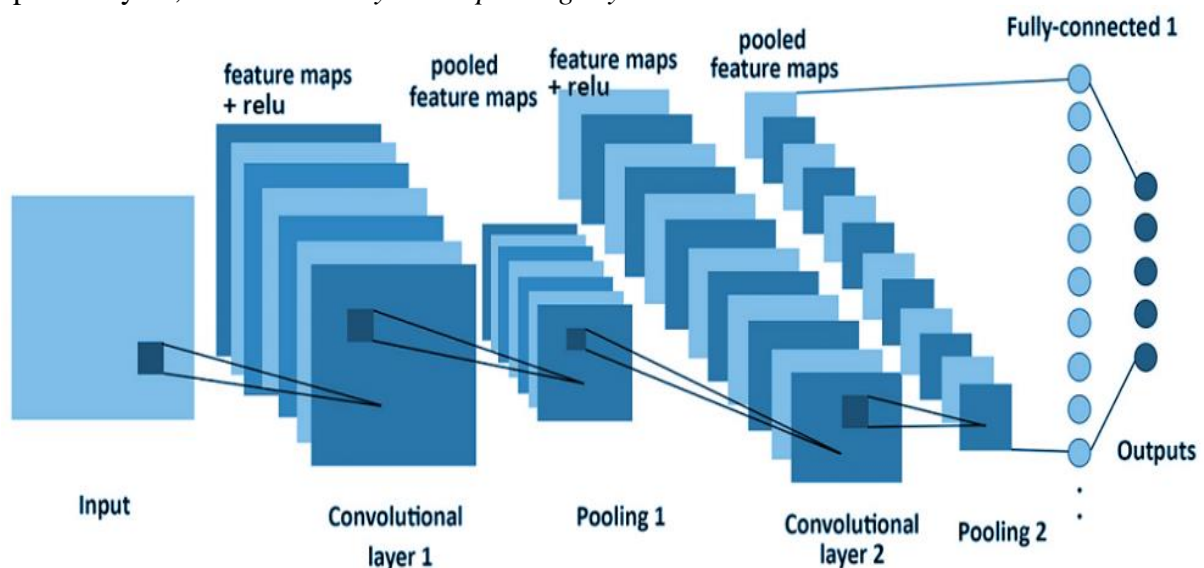 Fully-connected 1
feature maps
+ relu
pooled
feature maps
feature maps
+ relu
pooled
feature maps
Outputs
Input
Convolutional
layer 1
Pooling 1
Convolutional
layer 2
Pooling 2